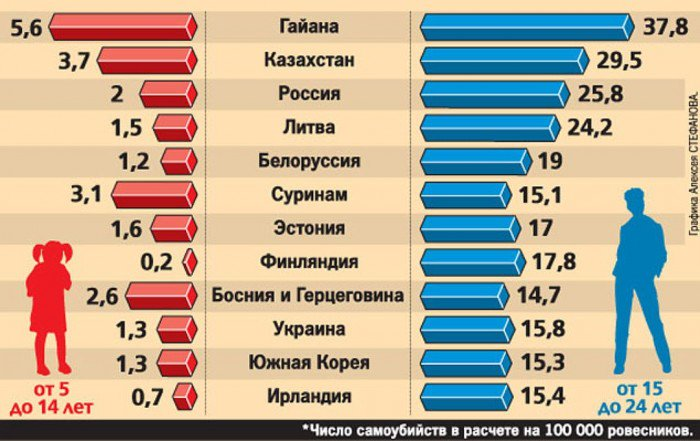 5,6 Гайана 37,8
3,7 Казахстан 29,5
2 Россия 25,8
1,5 Литва 24,2
1,2 Белоруссия 19
3,1 Суринам 15,1
1,6 Эстония 17
0,2 Финляндия 17,8
2,6 Босния и Герцеговина 14,7
1,3 Украина 15,8
1,3 Южная Корея 15,3
0,7 Ирландия 15,4
от 5
до 14 лет
от 15
до 24 лет
*Число самоубийств в расчете на 100 000 ровесников.
Графика Алексея СТЕФАНОВА.